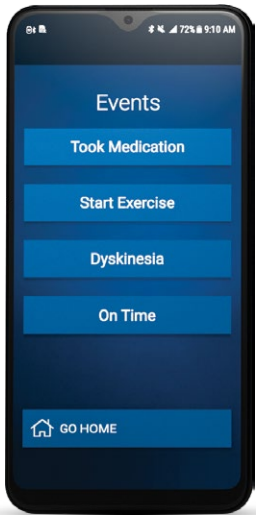 72% 9:10 AM
Events
Took Medication
Start Exercise
Dyskinesia
On Time
GO HOME